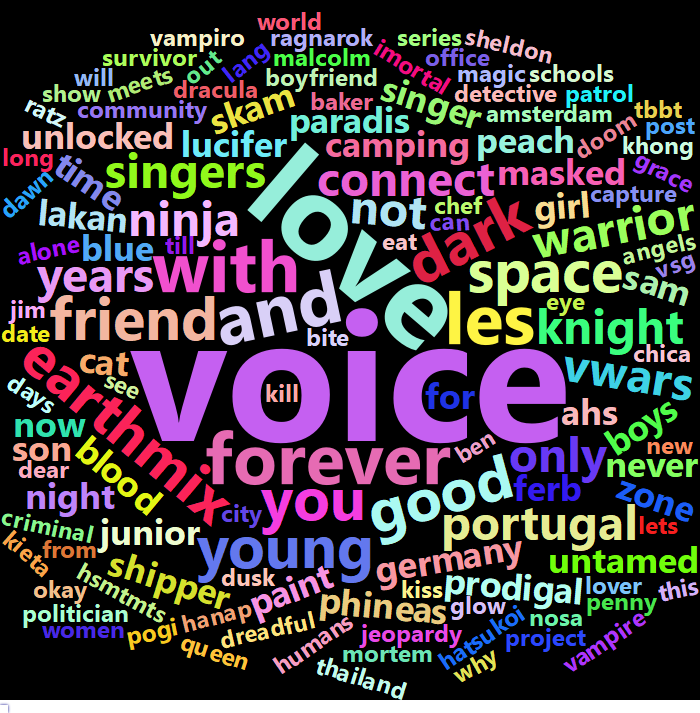 world
vampiro
ragnarok
series
sheldon
survivor
out
lang
malcolm
imortal
office
will
meets
boyfriend
magic
schools
show
dracula
singer
detective
patrol
ratz
community
skam
baker
paradis
amsterdam
tbbt
unlocked
lucifer
camping
peach
doom
post
long
time
singers
love
connect
masked
khong
grace
dawn
lakan
ninja
not
chef
can
girl
capture
warrior
alone
blue
till
eat
dark
angels
vsg
years
with
space
sam
jim
friend
and
les
knight
eye
date
bite
chica
cat
voice
vwars
see
kill
for
ahs
days
earthmix
boys
now
forever
ben
only
new
son
blood
never
dear
night
you
good
ferb
zone
city
criminal
junior
young
portugal
lets
kieta
from
germany
untamed
hsmtmts
shipper
dusk
paint
kiss
prodigal
lover
this
okay
phineas
glow
penny
politician
hanap
nosa
women
pogi
dreadful
jeopardy
hatsukoi
project
vampire
queen
humans
mortem
why
thailand